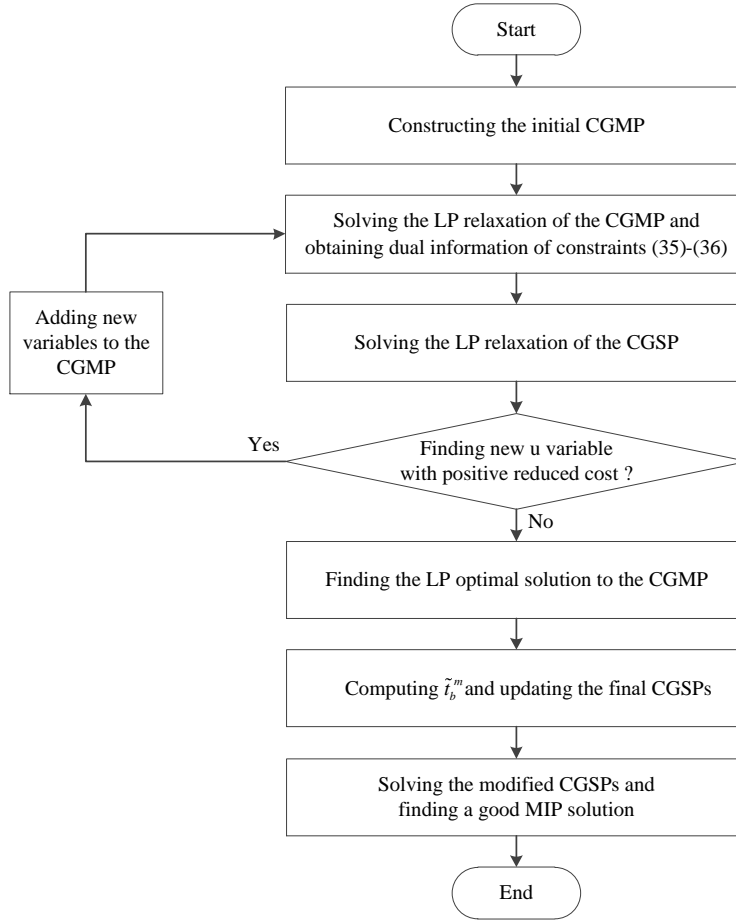 Start
Constructing the initial CGMP
Solving the LP relaxation of the CGMP and
obtaining dual information of constraints (35)-(36)
Adding new
variables to the
CGMP
Solving the LP relaxation of the CGSP
Yes
Finding new u variable
with positive reduced cost ?
No
Finding the LP optimal solution to the CGMP
Computing t̃_b^m and updating the final CGSPs
Solving the modified CGSPs and
finding a good MIP solution
End